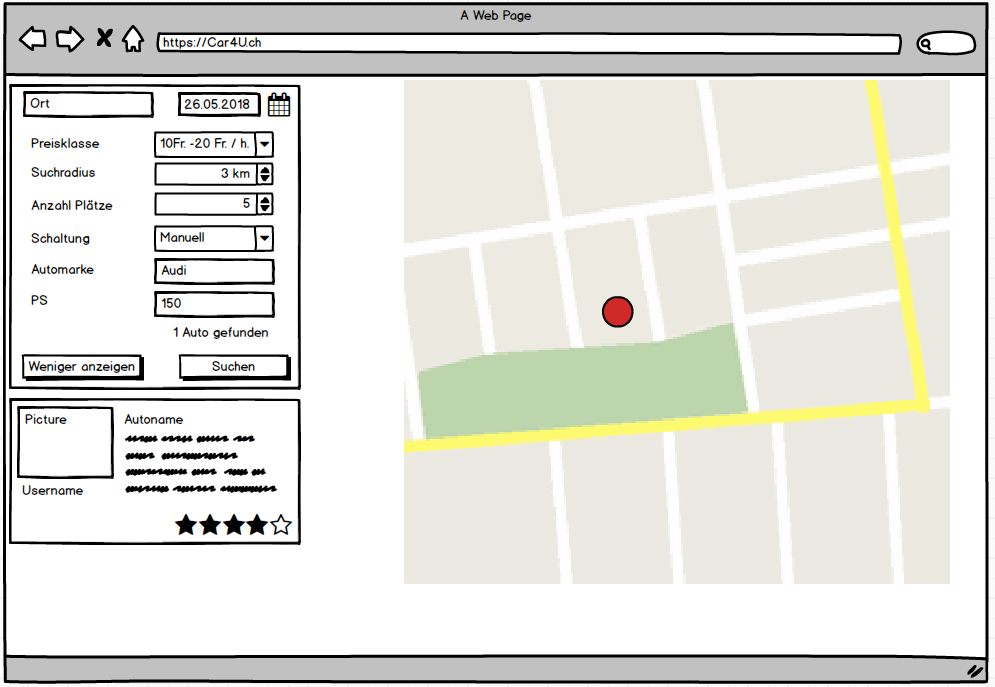 A Web Page
https://Car4U.ch
Ort 26.05.2018
Preisklasse 10Fr. -20 Fr. / h.
Suchradius 3 km
Anzahl Plätze 5
Schaltung Manuell
Automarke Audi
PS 150
1 Auto gefunden
Weniger anzeigen Suchen
Picture Autoname
Username